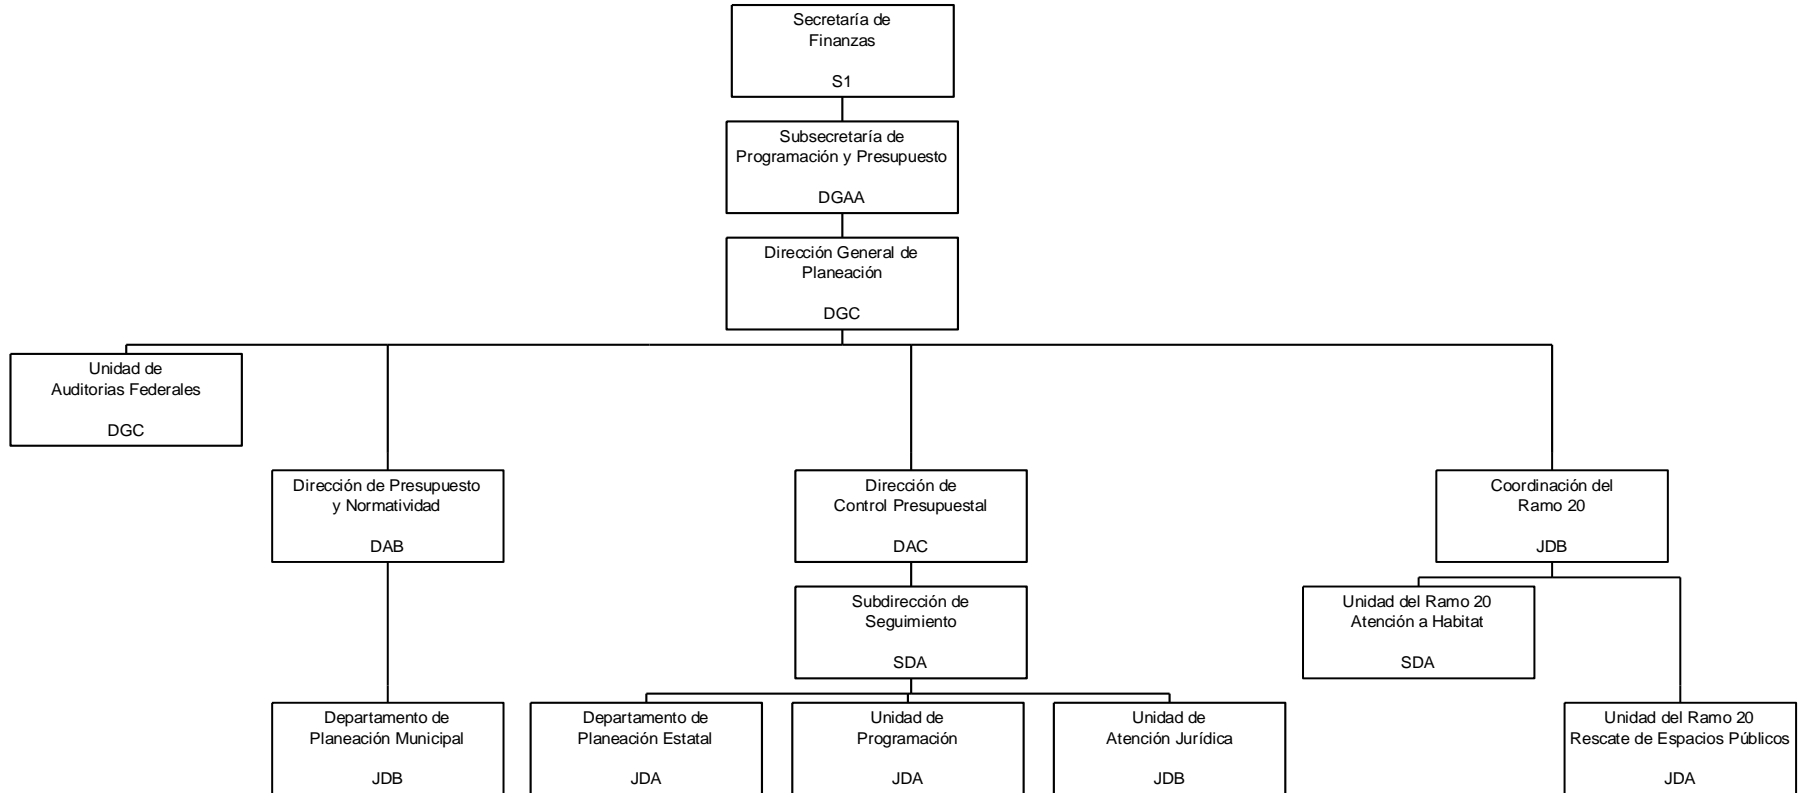 Secretaría de
Finanzas
S1
Subsecretaría de
Programación y Presupuesto
DGAA
Dirección General de
Planeación
DGC
Unidad de
Auditorias Federales
DGC
Dirección de Presupuesto
y Normatividad
DAB
Dirección de
Control Presupuestal
DAC
Coordinación del
Ramo 20
JDB
Subdirección de
Seguimiento
SDA
Unidad del Ramo 20
Atención a Habitat
SDA
Departamento de
Planeación Municipal
JDB
Departamento de
Planeación Estatal
JDA
Unidad de
Programación
JDA
Unidad de
Atención Jurídica
JDB
Unidad del Ramo 20
Rescate de Espacios Públicos
JDA